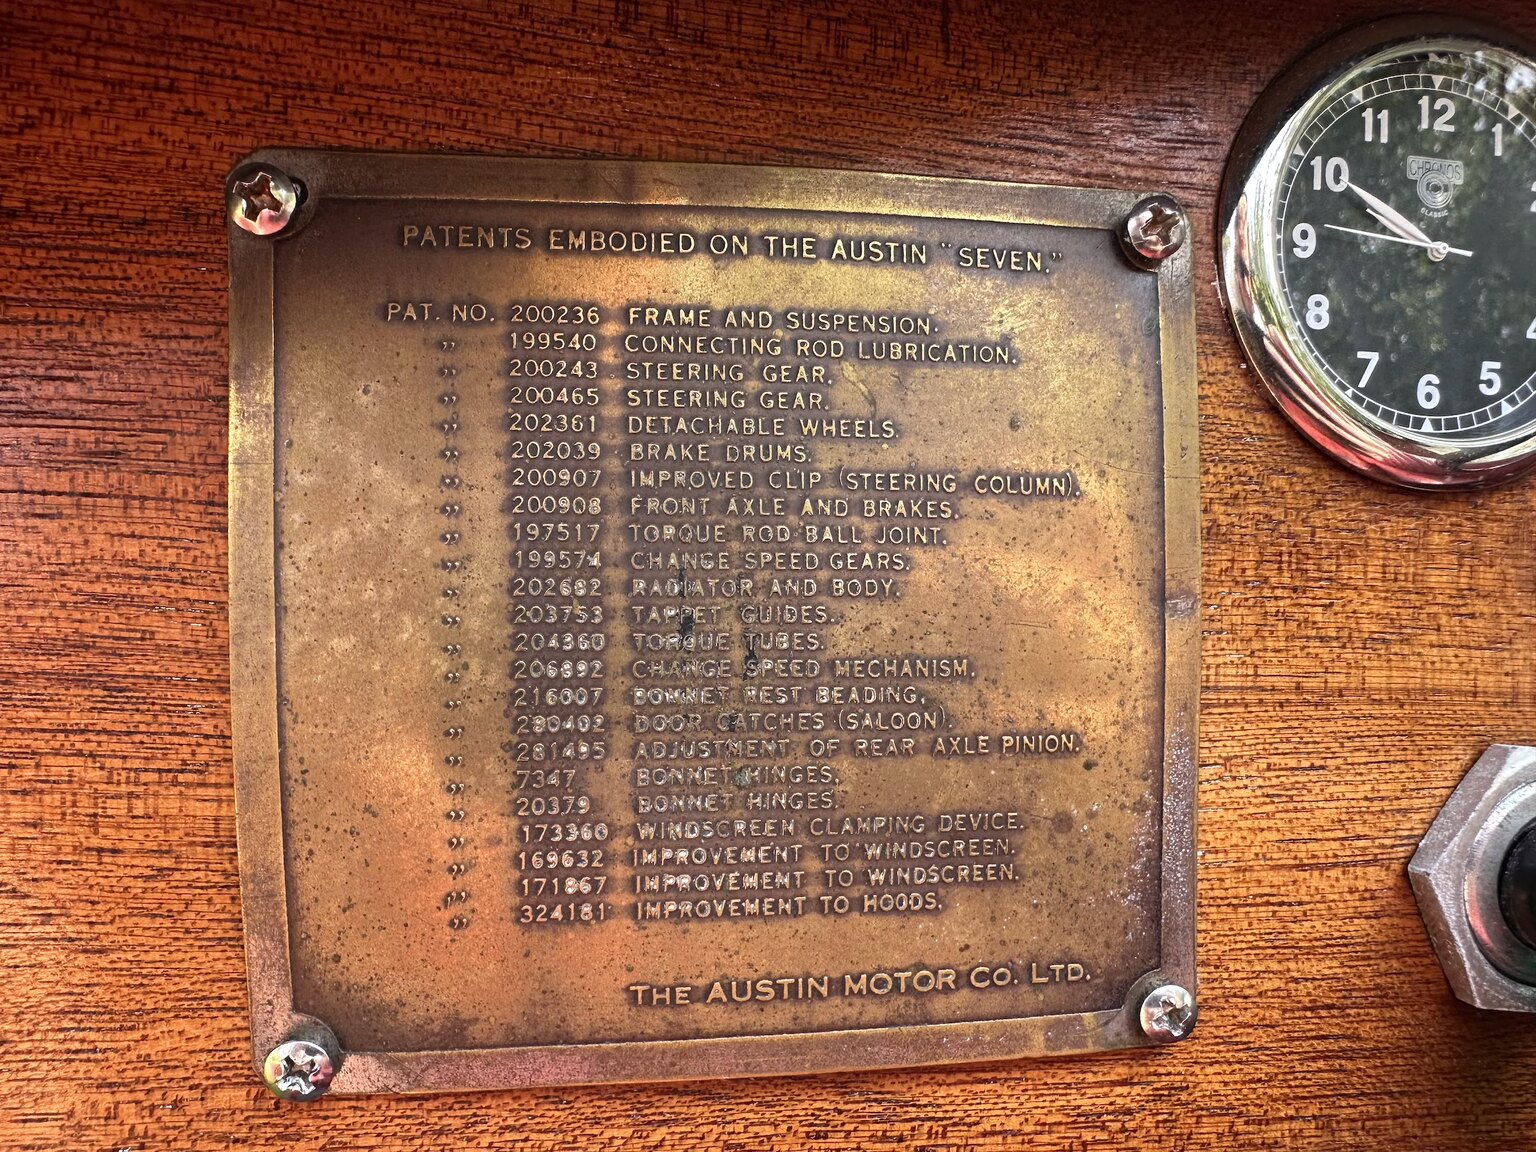 PATENTS EMBODIED ON THE AUSTIN "SEVEN."
PAT. NO. 200236 FRAME AND SUSPENSION.
„ 199540 CONNECTING ROD LUBRICATION.
„ 200243 STEERING GEAR.
„ 200465 STEERING GEAR.
„ 202361 DETACHABLE WHEELS.
„ 202039 BRAKE DRUMS.
„ 200907 IMPROVED CLIP (STEERING COLUMN).
„ 200908 FRONT AXLE AND BRAKES.
„ 197517 TORQUE ROD BALL JOINT.
„ 199574 CHANGE SPEED GEARS.
„ 202682 RADIATOR AND BODY.
„ 203753 TAPPET GUIDES.
„ 204360 TORQUE TUBES.
„ 206892 CHANGE SPEED MECHANISM.
„ 216007 BONNET REST BEADING.
„ 280402 DOOR CATCHES (SALOON).
„ 281495 ADJUSTMENT OF REAR AXLE PINION.
„ 7347 BONNET HINGES.
„ 20379 BONNET HINGES.
„ 173360 WINDSCREEN CLAMPING DEVICE.
„ 169632 IMPROVEMENT TO WINDSCREEN.
„ 171867 IMPROVEMENT TO WINDSCREEN.
„ 324181 IMPROVEMENT TO HOODS.
THE AUSTIN MOTOR CO. LTD.
12
11 1
10
9
8
7 5
6
CHRONOS
CLASSIC